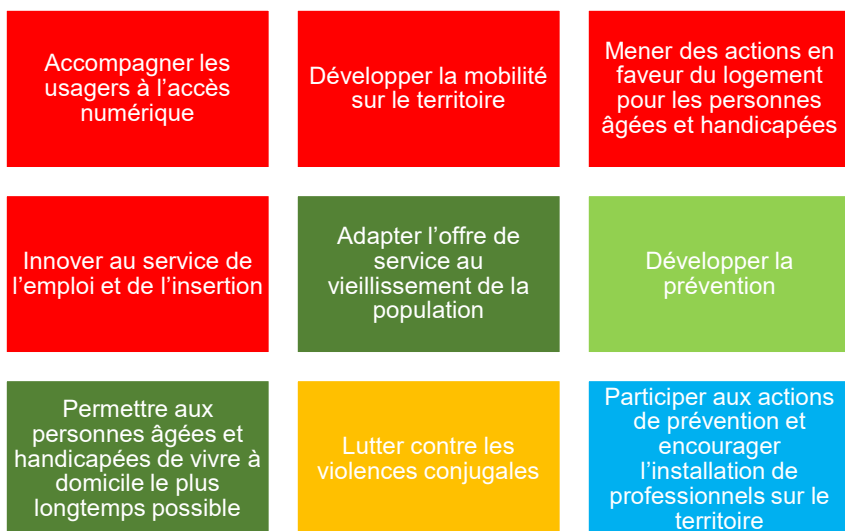 Accompagner les
usagers à l'accès
numérique
Développer la mobilité
sur le territoire
Mener des actions en
faveur du logement
pour les personnes
âgées et handicapées
Innover au service de
l'emploi et de l'insertion
Adapter l'offre de
service au
vieillissement de la
population
Développer la
prévention
Permettre aux
personnes âgées et
handicapées de vivre à
domicile le plus
longtemps possible
Lutter contre les
violences conjugales
Participer aux actions
de prévention et
encourager
l'installation de
professionnels sur le
territoire